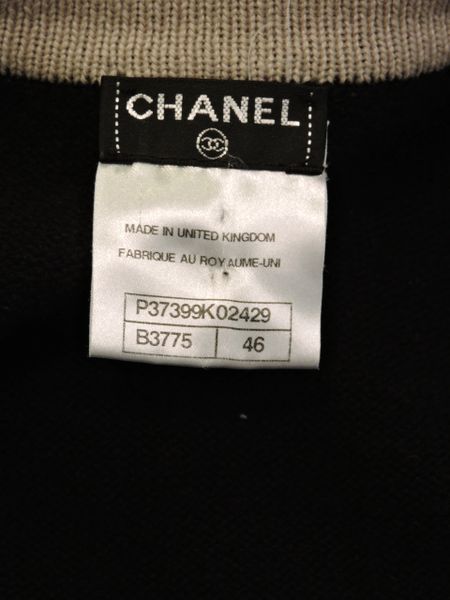 CHANEL
MADE IN UNITED KINGDOM
FABRIQUE AU ROYAUME-UNI
P37399K02429
B3775 46